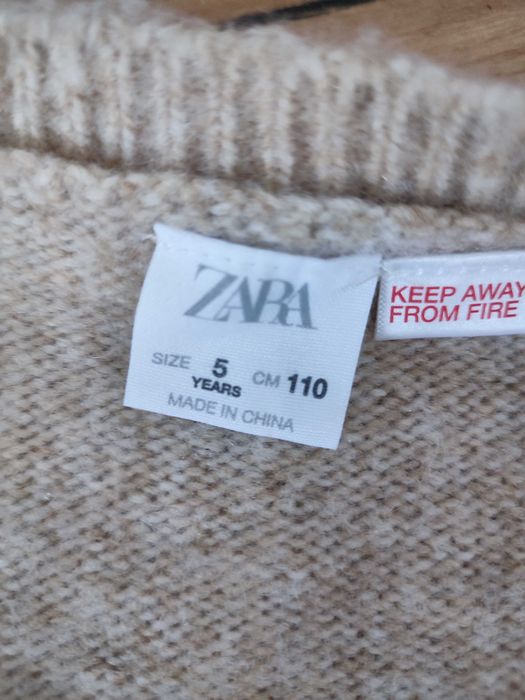 ZARA
SIZE 5 YEARS CM 110
MADE IN CHINA
KEEP AWAY
FROM FIRE